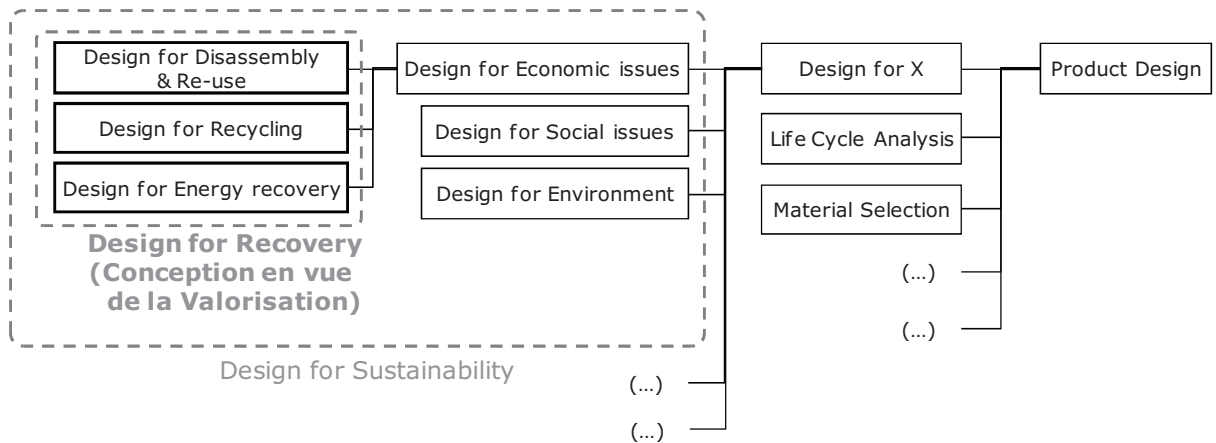 Design for Disassembly
& Re-use
Design for Recycling
Design for Energy recovery
Design for Recovery
(Conception en vue
de la Valorisation)
Design for Economic issues
Design for Social issues
Design for Environment
Design for Sustainability
(...)
(...)
Design for X
Life Cycle Analysis
Material Selection
(...)
(...)
Product Design